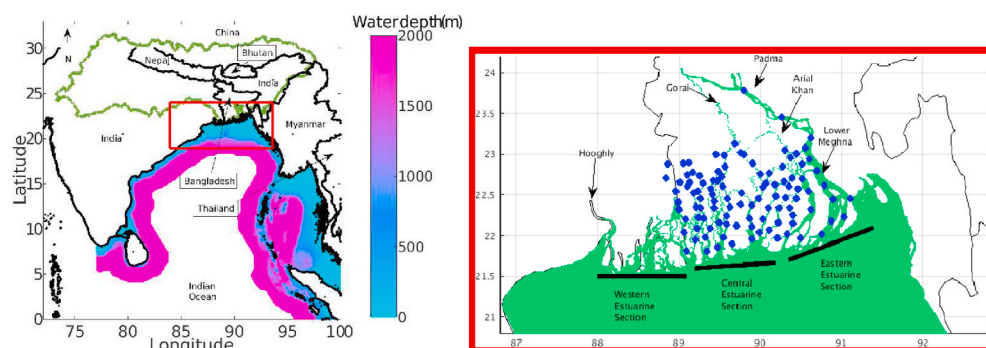 Waterdepth(m)
China
30
N
Nepal
Bhutan
India
25
20
India
Myanmar
Latitude
15
Bangladesh
Thailand
10
5
Indian
Ocean
0
75 80 85 90 95 100
Longitude
2000
1500
1000
500
0
Padma
24
Gorai
Arial
Khan
23.5
Lower
Meghna
Hooghly
23
22.5
22
21.5
Eastern
Estuarine
Section
Central
Estuarine
Section
Western
Estuarine
Section
21
87 88 89 90 91 92